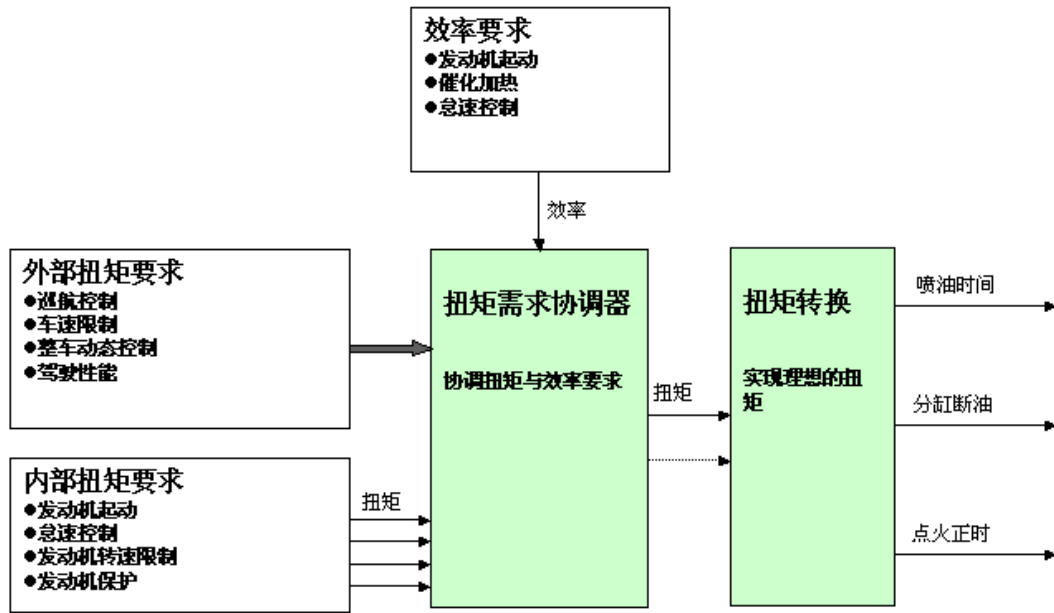 效率要求
●发动机起动
●催化加热
●怠速控制
效率
外部扭矩要求
●巡航控制
●车速限制
●整车动态控制
●驾驶性能
扭矩需求协调器
协调扭矩与效率要求
扭矩
扭矩转换
实现理想的扭
矩
喷油时间
分缸断油
点火正时
内部扭矩要求
●发动机起动
●怠速控制
●发动机转速限制
●发动机保护
扭矩